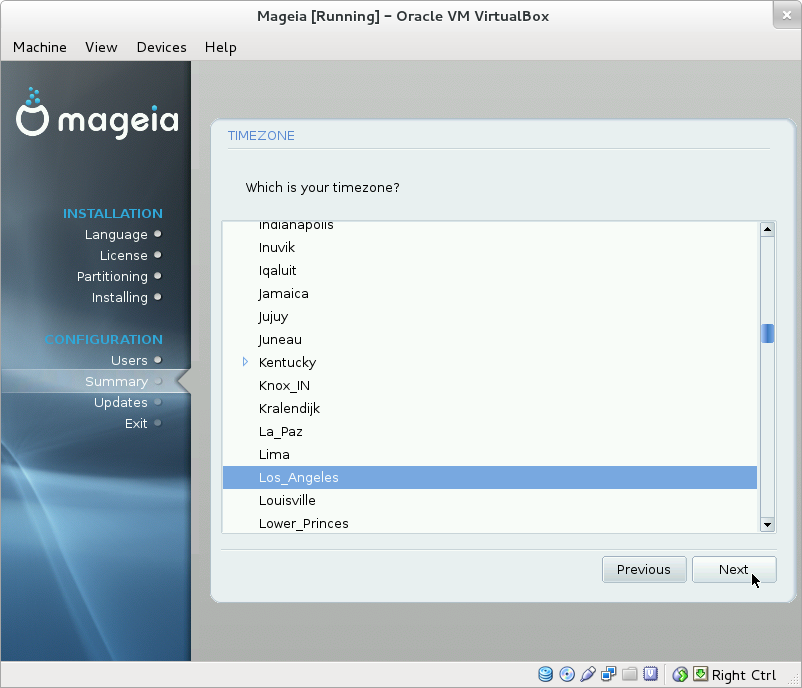 Mageia [Running] – Oracle VM VirtualBox
Machine View Devices Help
mageia
INSTALLATION
Language
License
Partitioning
Installing
CONFIGURATION
Users
Summary
Updates
Exit
TIMEZONE
Which is your timezone?
Indianapolis
Inuvik
Iqaluit
Jamaica
Jujuy
Juneau
Kentucky
Knox_IN
Kralendijk
La_Paz
Lima
Los_Angeles
Louisville
Lower_Princes
Previous
Next
Right Ctrl